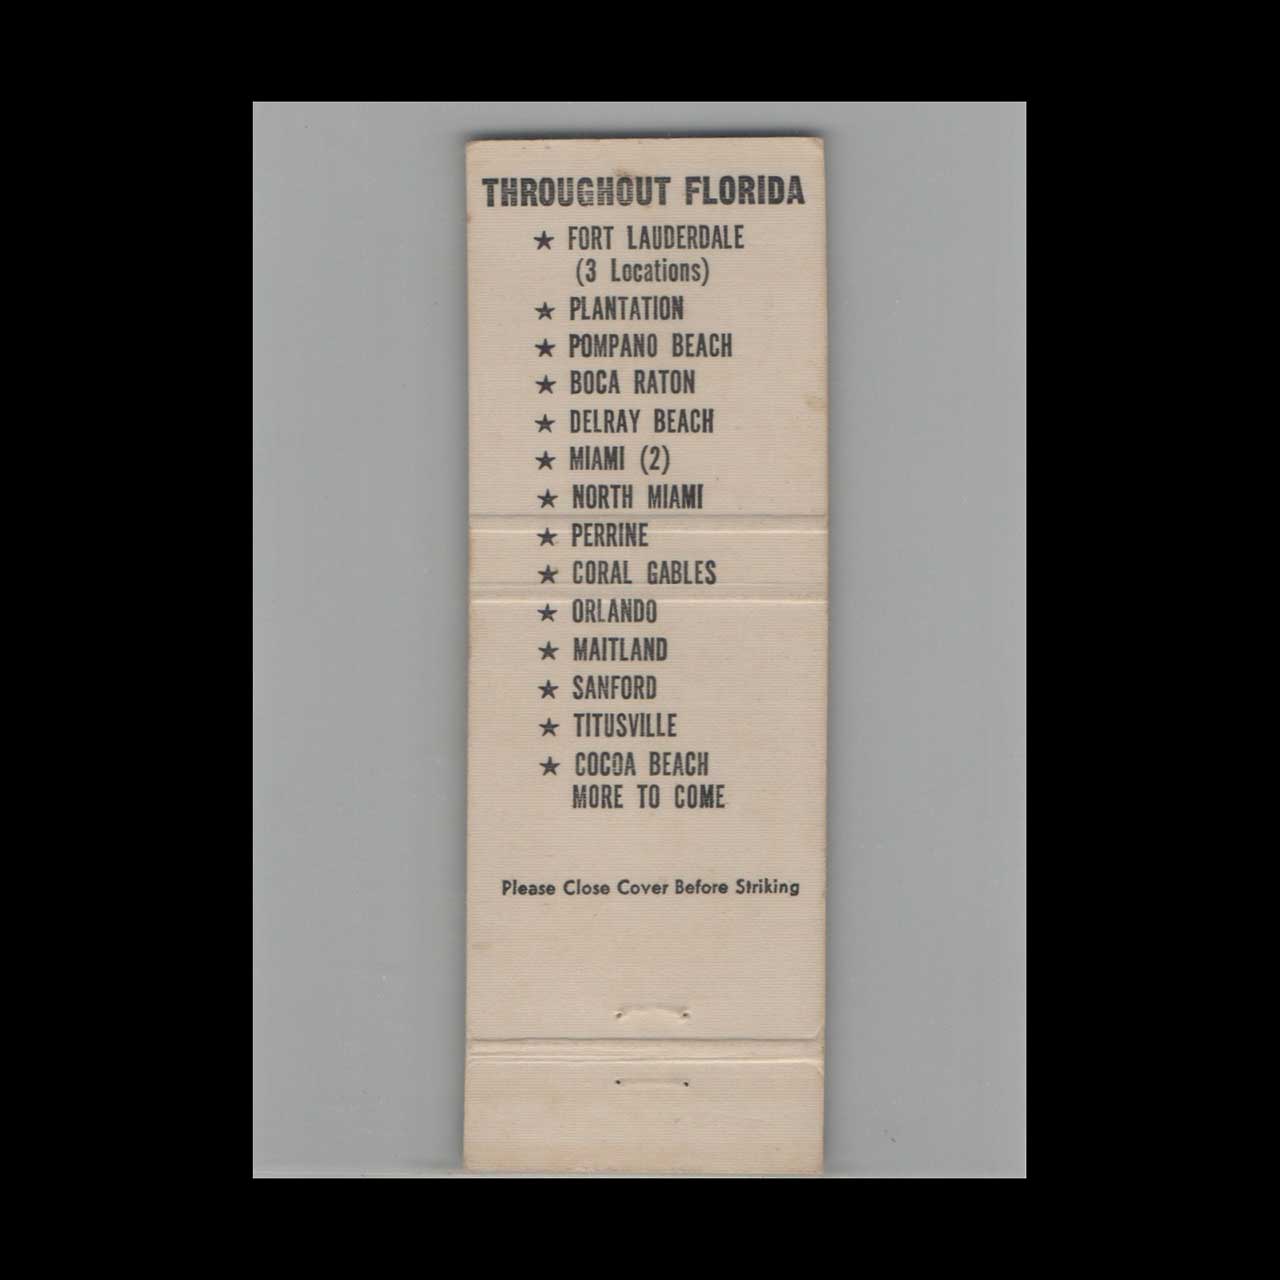 THROUGHOUT FLORIDA
★ FORT LAUDERDALE
(3 Locations)
★ PLANTATION
★ POMPANO BEACH
★ BOCA RATON
★ DELRAY BEACH
★ MIAMI (2)
★ NORTH MIAMI
★ PERRINE
★ CORAL GABLES
★ ORLANDO
★ MAITLAND
★ SANFORD
★ TITUSVILLE
★ COCOA BEACH
MORE TO COME
Please Close Cover Before Striking